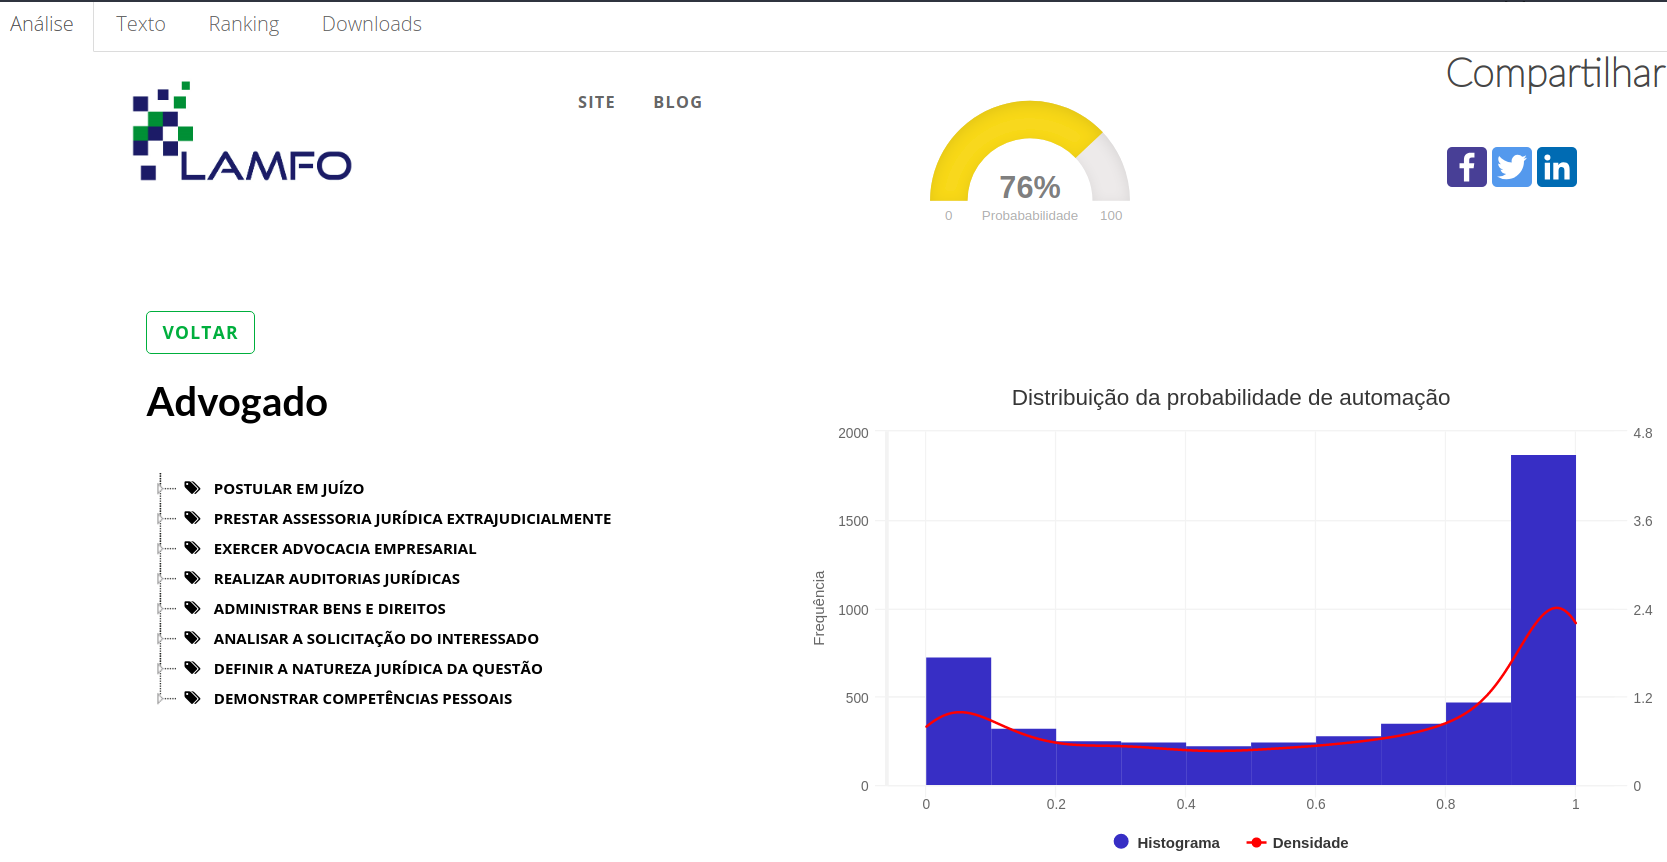 Análise Texto Ranking Downloads
Compartilhar
LAMFO
SITE BLOG
76%
0 Probababilidade 100
VOLTAR
Advogado
POSTULAR EM JUÍZO
PRESTAR ASSESSORIA JURÍDICA EXTRAJUDICIALMENTE
EXERCER ADVOCACIA EMPRESARIAL
REALIZAR AUDITORIAS JURÍDICAS
ADMINISTRAR BENS E DIREITOS
ANALISAR A SOLICITAÇÃO DO INTERESSADO
DEFINIR A NATUREZA JURÍDICA DA QUESTÃO
DEMONSTRAR COMPETÊNCIAS PESSOAIS
Distribuição da probabilidade de automação
2000 4.8
1500 3.6
Frequência
1000 2.4
500 1.2
0 0
0 0.2 0.4 0.6 0.8 1
Histograma Densidade